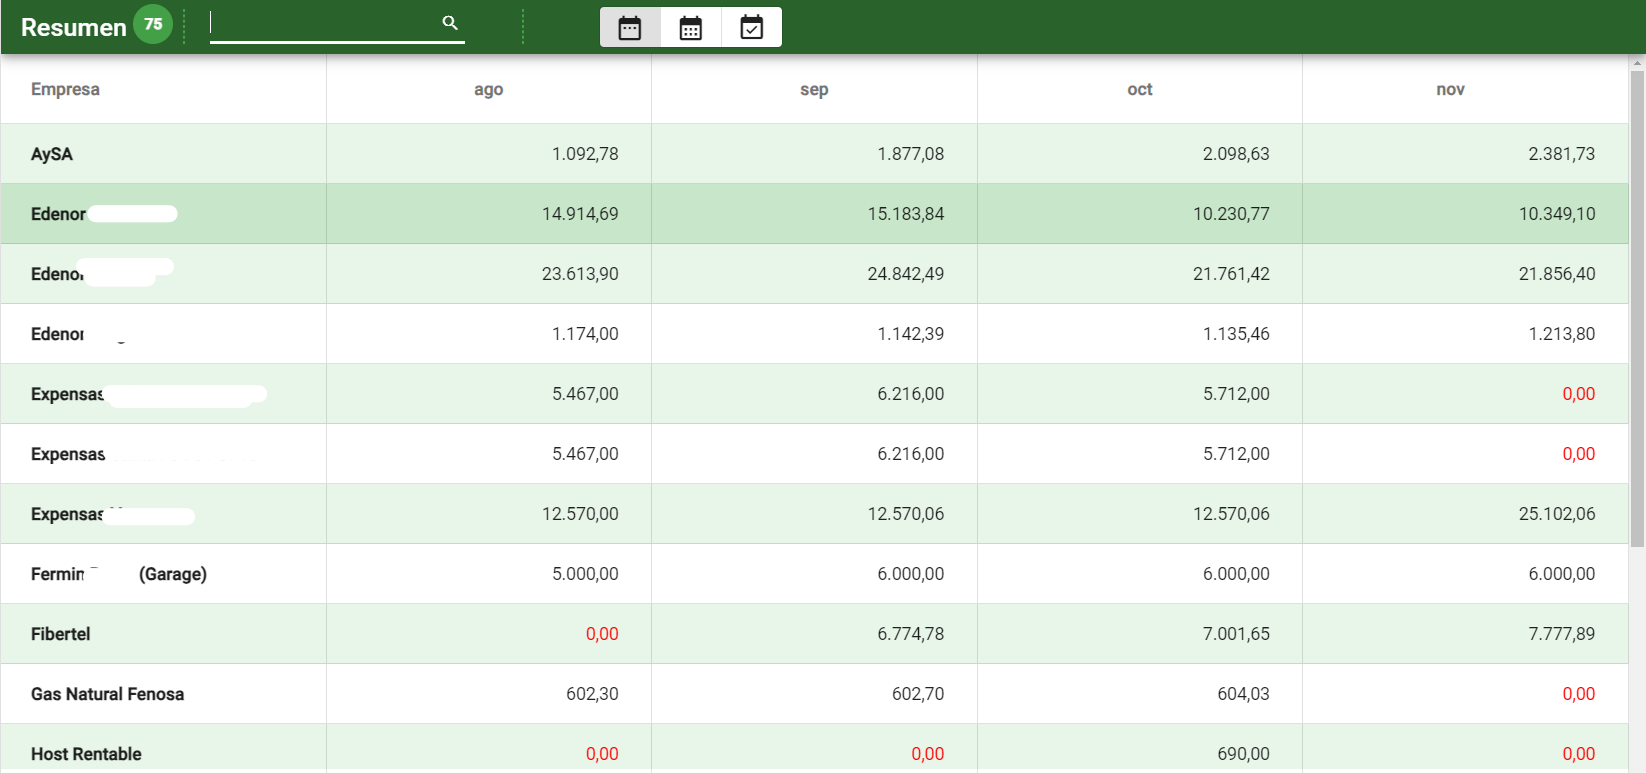 Resumen 75
Empresa ago sep oct nov
AySA 1.092,78 1.877,08 2.098,63 2.381,73
Edenor 14.914,69 15.183,84 10.230,77 10.349,10
Edenor 23.613,90 24.842,49 21.761,42 21.856,40
Edenor 1.174,00 1.142,39 1.135,46 1.213,80
Expensas 5.467,00 6.216,00 5.712,00 0,00
Expensas 5.467,00 6.216,00 5.712,00 0,00
Expensas 12.570,00 12.570,06 12.570,06 25.102,06
Fermin (Garage) 5.000,00 6.000,00 6.000,00 6.000,00
Fibertel 0,00 6.774,78 7.001,65 7.777,89
Gas Natural Fenosa 602,30 602,70 604,03 0,00
Host Rentable 0,00 0,00 690,00 0,00